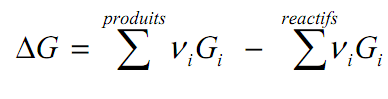 produits reactifs
ΔG = ∑ νᵢGᵢ − ∑νᵢGᵢ